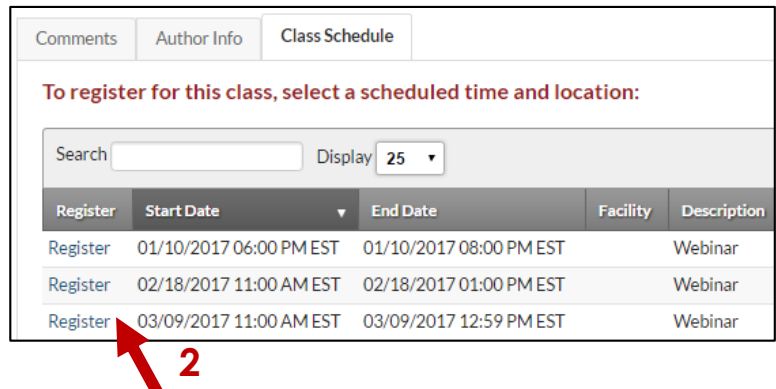 Comments Author Info Class Schedule
To register for this class, select a scheduled time and location:
Search Display 25
Register Start Date End Date Facility Description
Register 01/10/2017 06:00 PM EST 01/10/2017 08:00 PM EST Webinar
Register 02/18/2017 11:00 AM EST 02/18/2017 01:00 PM EST Webinar
Register 03/09/2017 11:00 AM EST 03/09/2017 12:59 PM EST Webinar
2